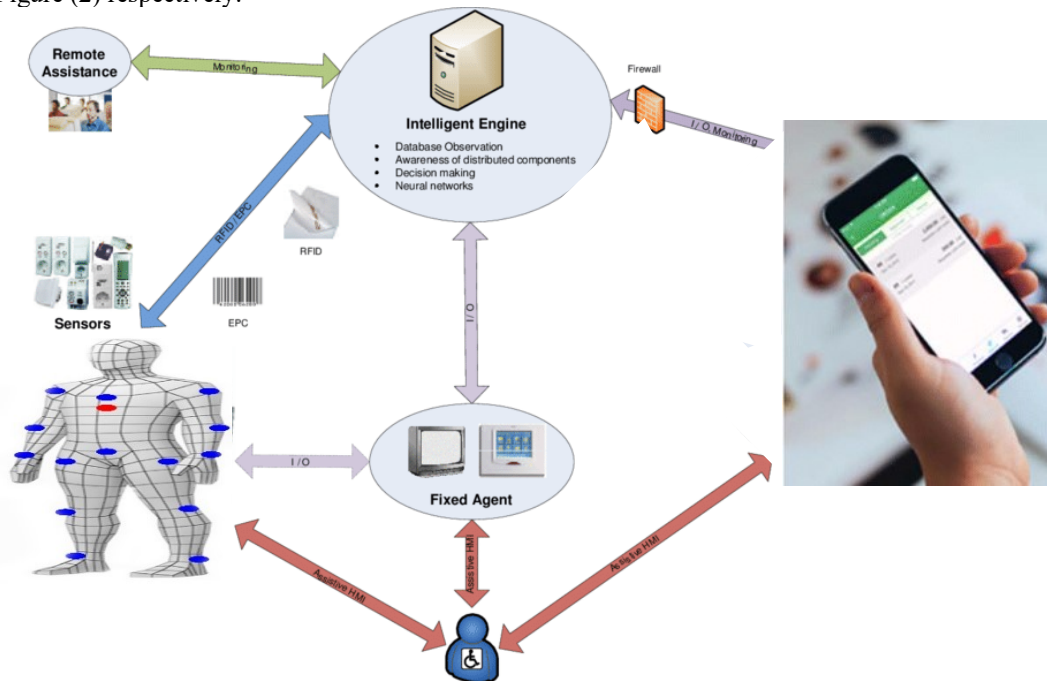 Figure (2) respectively.
Remote
Assistance
Monitoring
Firewall
I / O, Monitoring
Intelligent Engine
• Database Observation
• Awareness of distributed components
• Decision making
• Neural networks
RFID / EPC
RFID
EPC
Sensors
I / O
I / O
Fixed Agent
Assistive HMI
Assistive HMI
Assistive HMI